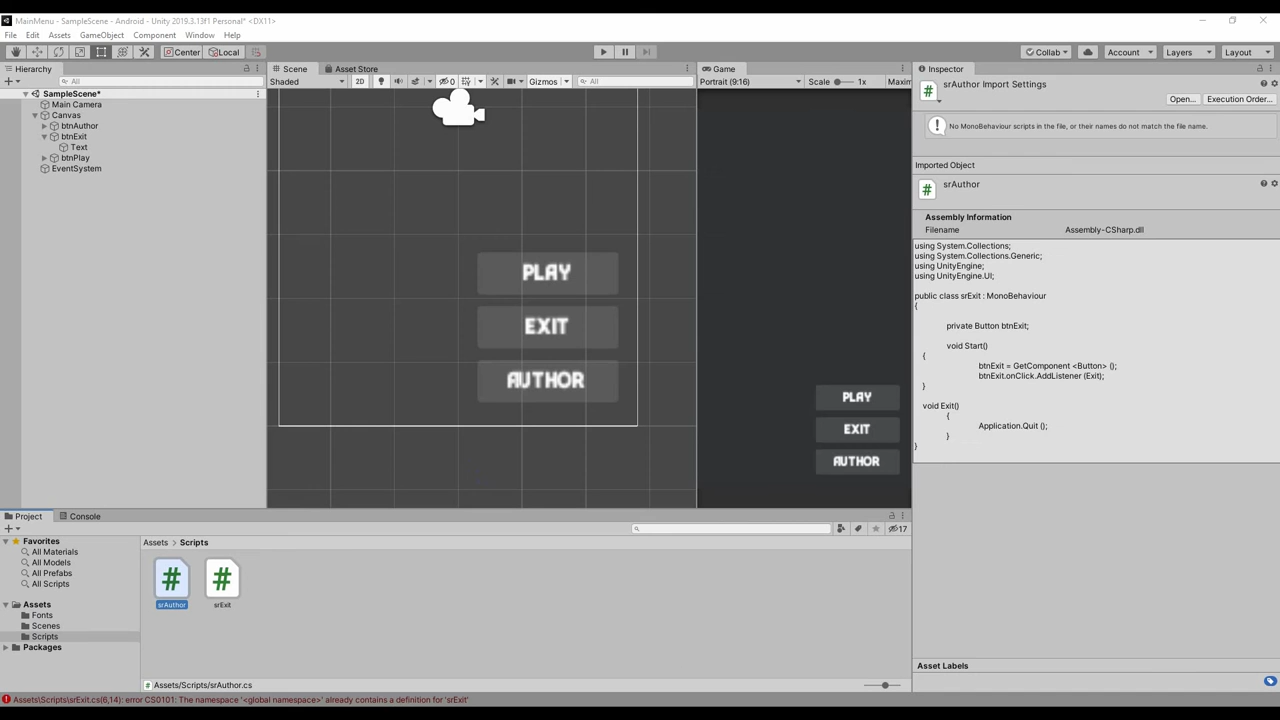 MainMenu - SampleScene - Android - Unity 2019.3.13f1 Personal* <DX11>
File Edit Assets GameObject Component Window Help
Center Local Collab Account Layers Layout
Hierarchy
All
SampleScene*
Main Camera
Canvas
btnAuthor
btnExit
Text
btnPlay
EventSystem
Scene Asset Store
Shaded 2D 0 Gizmos All
PLAY
EXIT
AUTHOR
Game
Portrait (9:16) Scale 1x Maxim
PLAY
EXIT
AUTHOR
Inspector
srAuthor Import Settings
Open... Execution Order...
No MonoBehaviour scripts in the file, or their names do not match the file name.
Imported Object
srAuthor
Assembly Information
Filename Assembly-CSharp.dll
using System.Collections;
using System.Collections.Generic;
using UnityEngine;
using UnityEngine.UI;
public class srExit : MonoBehaviour
{
private Button btnExit;
void Start()
{
btnExit = GetComponent <Button> ();
btnExit.onClick.AddListener (Exit);
}
void Exit()
{
Application.Quit ();
}
}
Asset Labels
Project Console
17
Favorites
All Materials
All Models
All Prefabs
All Scripts
Assets
Fonts
Scenes
Scripts
Packages
Assets > Scripts
srAuthor srExit
Assets/Scripts/srAuthor.cs
Assets\Scripts\srExit.cs(6,14): error CS0101: The namespace '<global namespace>' already contains a definition for 'srExit'